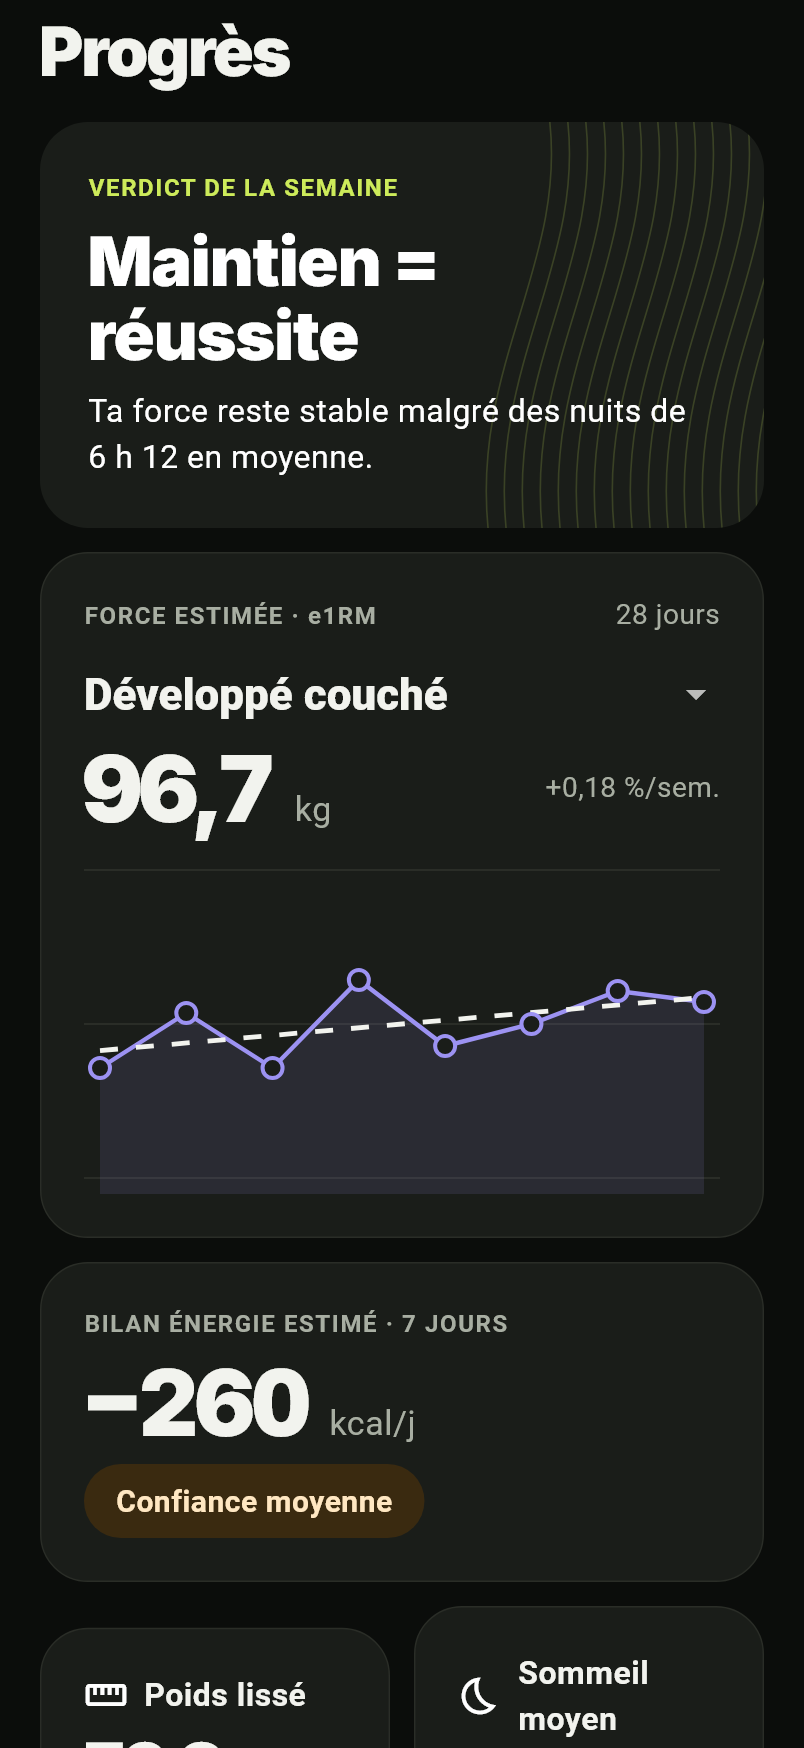 Progrès
VERDICT DE LA SEMAINE
Maintien =
réussite
Ta force reste stable malgré des nuits de
6 h 12 en moyenne.
FORCE ESTIMÉE · e1RM
28 jours
Développé couché
96,7 kg
+0,18 %/sem.
BILAN ÉNERGIE ESTIMÉ · 7 JOURS
−260 kcal/j
Confiance moyenne
Poids lissé
Sommeil
moyen